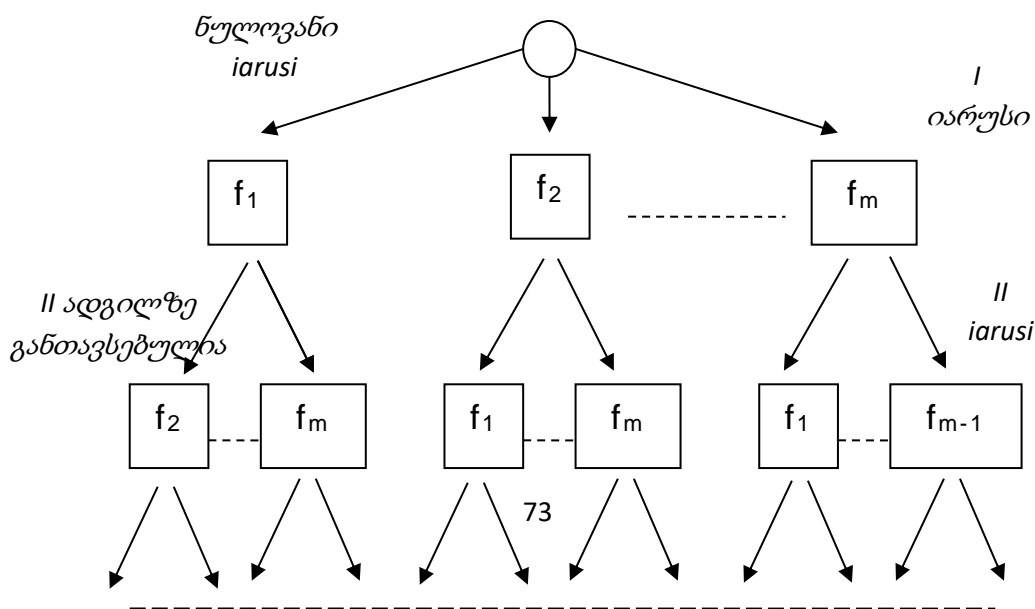 ნულოვანი
iarusi
I
იარუსი
f1
f2
fm
II ადგილზე
განთავსებულია
II
iarusi
f2
fm
f1
fm
f1
fm-1
73